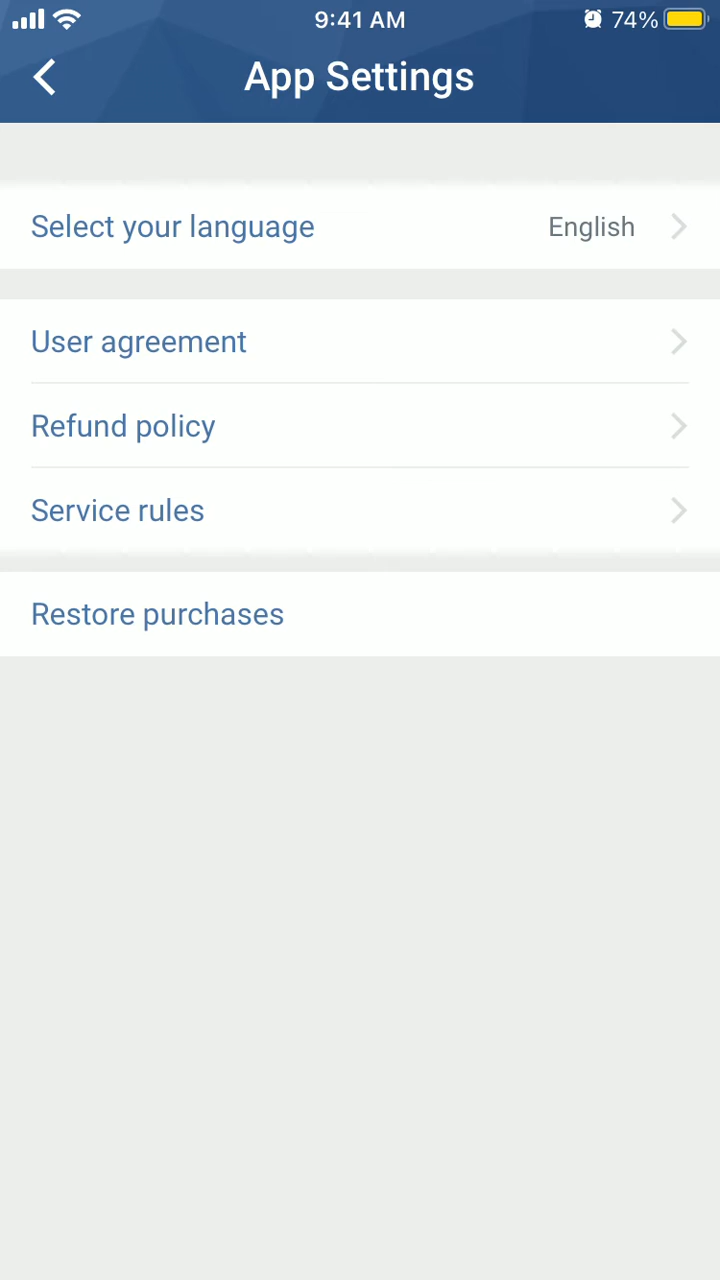 9:41 AM
74%
App Settings
Select your language English
User agreement
Refund policy
Service rules
Restore purchases